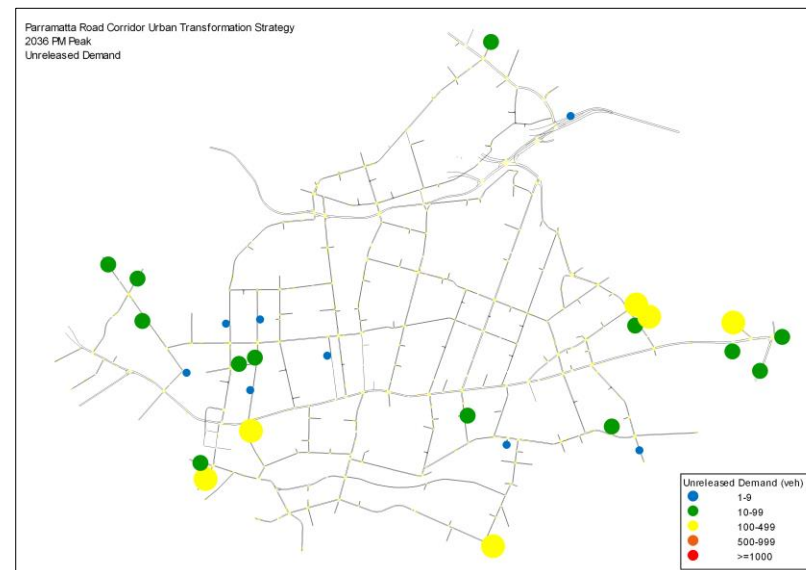 Parramatta Road Corridor Urban Transformation Strategy
2036 PM Peak
Unreleased Demand
Unreleased Demand (veh)
1-9
10-99
100-499
500-999
>=1000